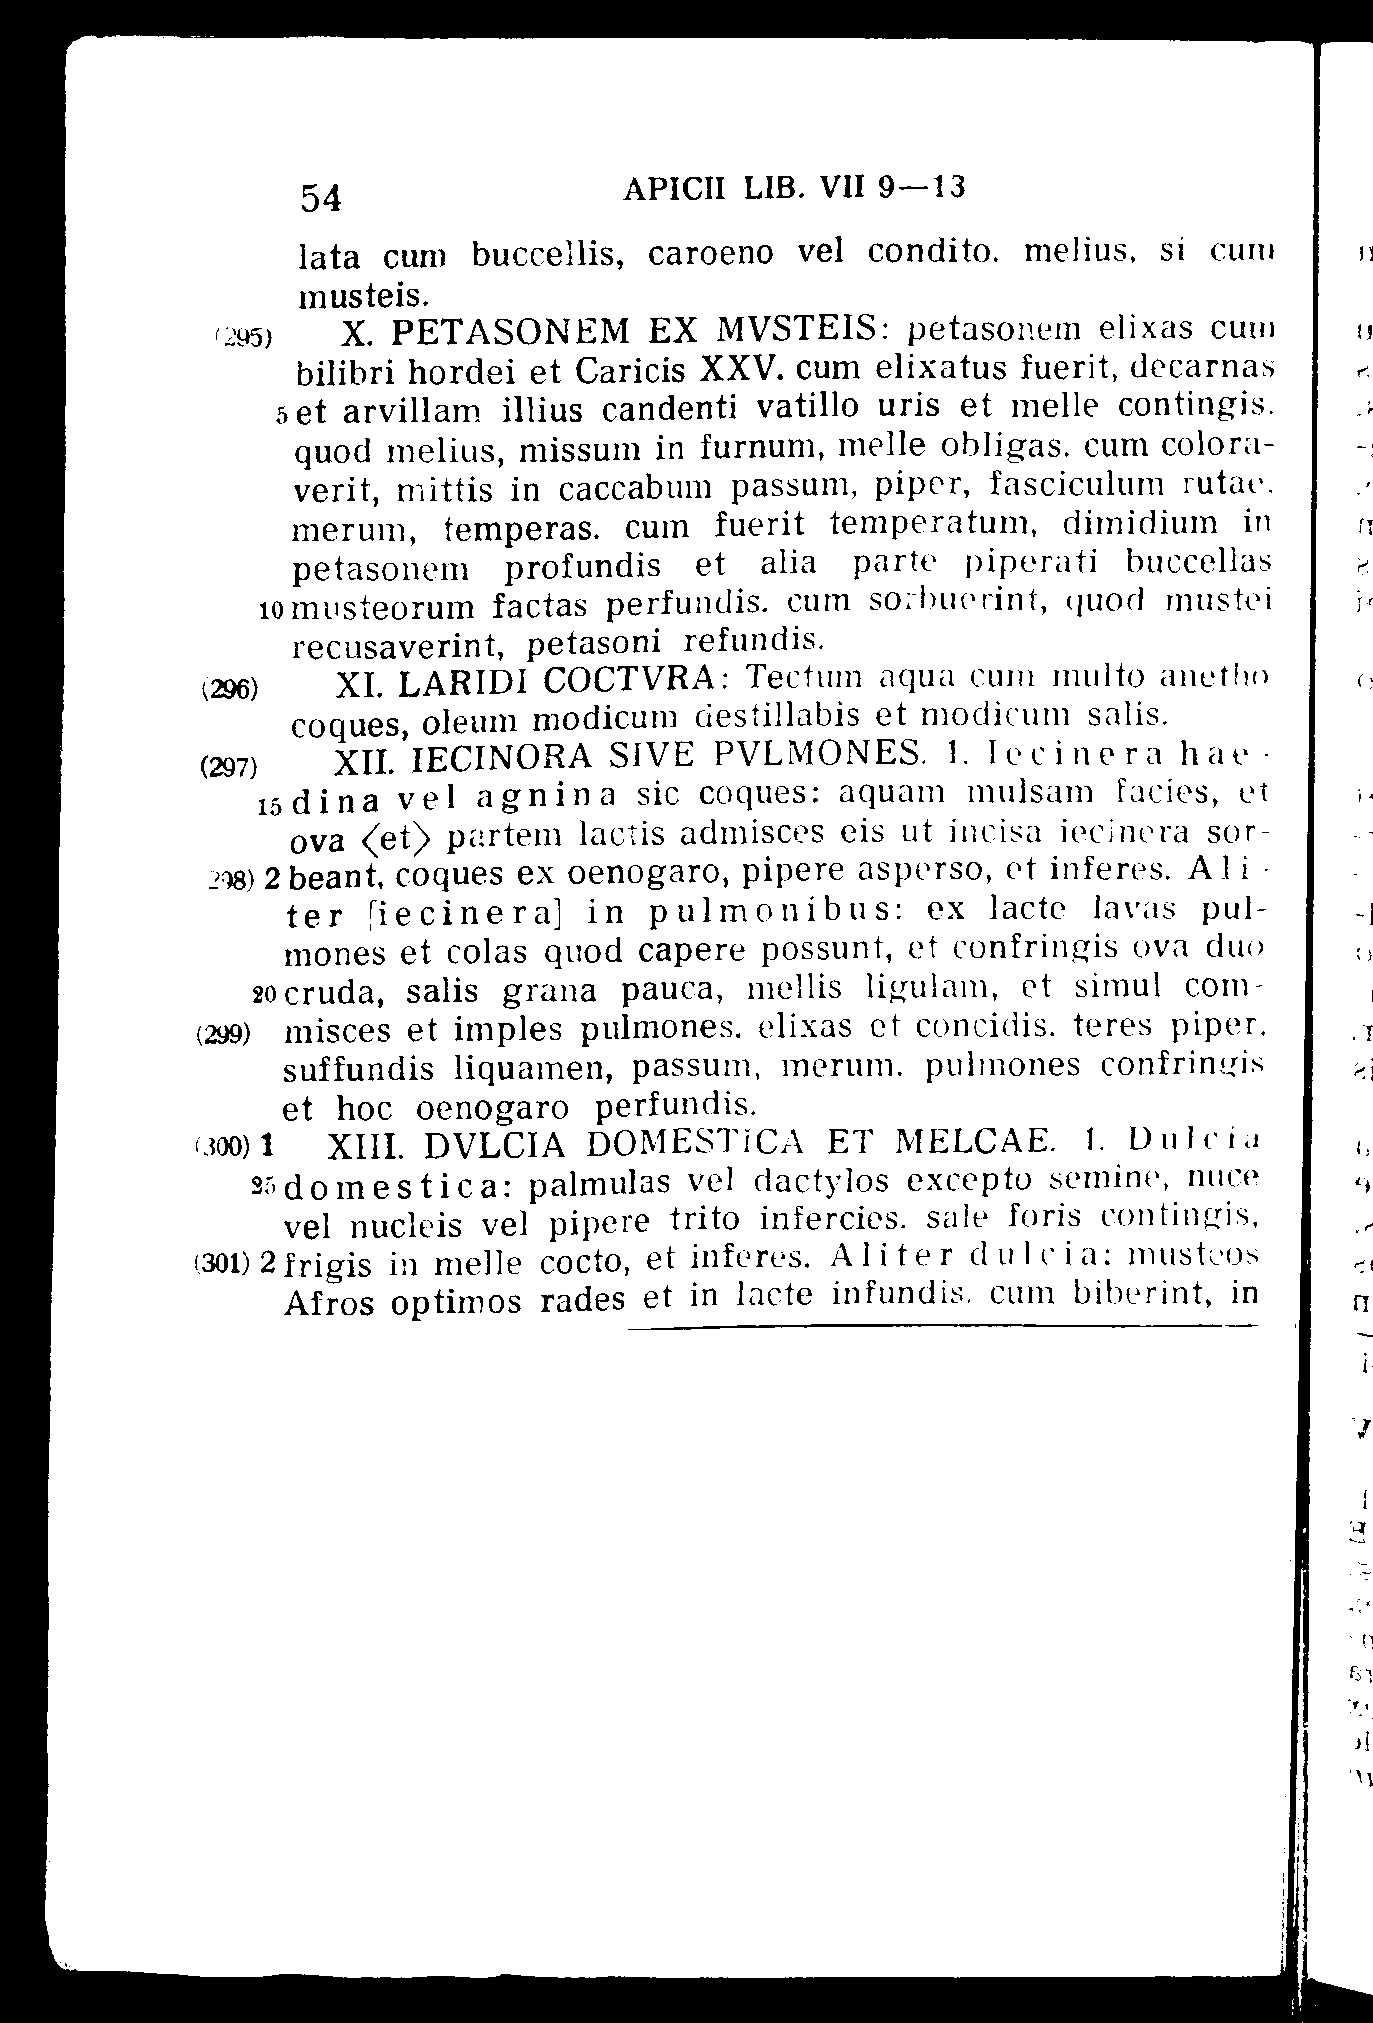 54 APICII LIB. VII 9—13
lata cum buccellis, caroeno vel condito. melius, si cum
musteis.
(295) X. PETASONEM EX MVSTEIS: petasonem elixas cum
bilibri hordei et Caricis XXV. cum elixatus fuerit, decarnas
5 et arvillam illius candenti vatillo uris et melle contingis.
quod melius, missum in furnum, melle obligas. cum colora-
verit, mittis in caccabum passum, piper, fasciculum rutae,
merum, temperas. cum fuerit temperatum, dimidium in
petasonem profundis et alia parte piperati buccellas
10 musteorum factas perfundis. cum sorbuerint, quod mustei
recusaverint, petasoni refundis.
(296) XI. LARIDI COCTVRA: Tectum aqua cum multo anetho
coques, oleum modicum destillabis et modicum salis.
(297) XII. IECINORA SIVE PVLMONES. 1. Iecinera hae-
15 dina vel agnina sic coques: aquam mulsam facies, et
ova ⟨et⟩ partem lactis admisces eis ut incisa iecinera sor-
298) 2 beant, coques ex oenogaro, pipere asperso, et inferes. Ali-
ter [iecinera] in pulmonibus: ex lacte lavas pul-
mones et colas quod capere possunt, et confringis ova duo
20 cruda, salis grana pauca, mellis ligulam, et simul com-
(299) misces et imples pulmones. elixas et concidis. teres piper,
suffundis liquamen, passum, merum. pulmones confringis
et hoc oenogaro perfundis.
(300) 1 XIII. DVLCIA DOMESTICA ET MELCAE. 1. Dulcia
25 domestica: palmulas vel dactylos excepto semine, nuce
vel nucleis vel pipere trito infercies. sale foris contingis,
(301) 2 frigis in melle cocto, et inferes. Aliter dulcia: musteos
Afros optimos rades et in lacte infundis. cum biberint, in